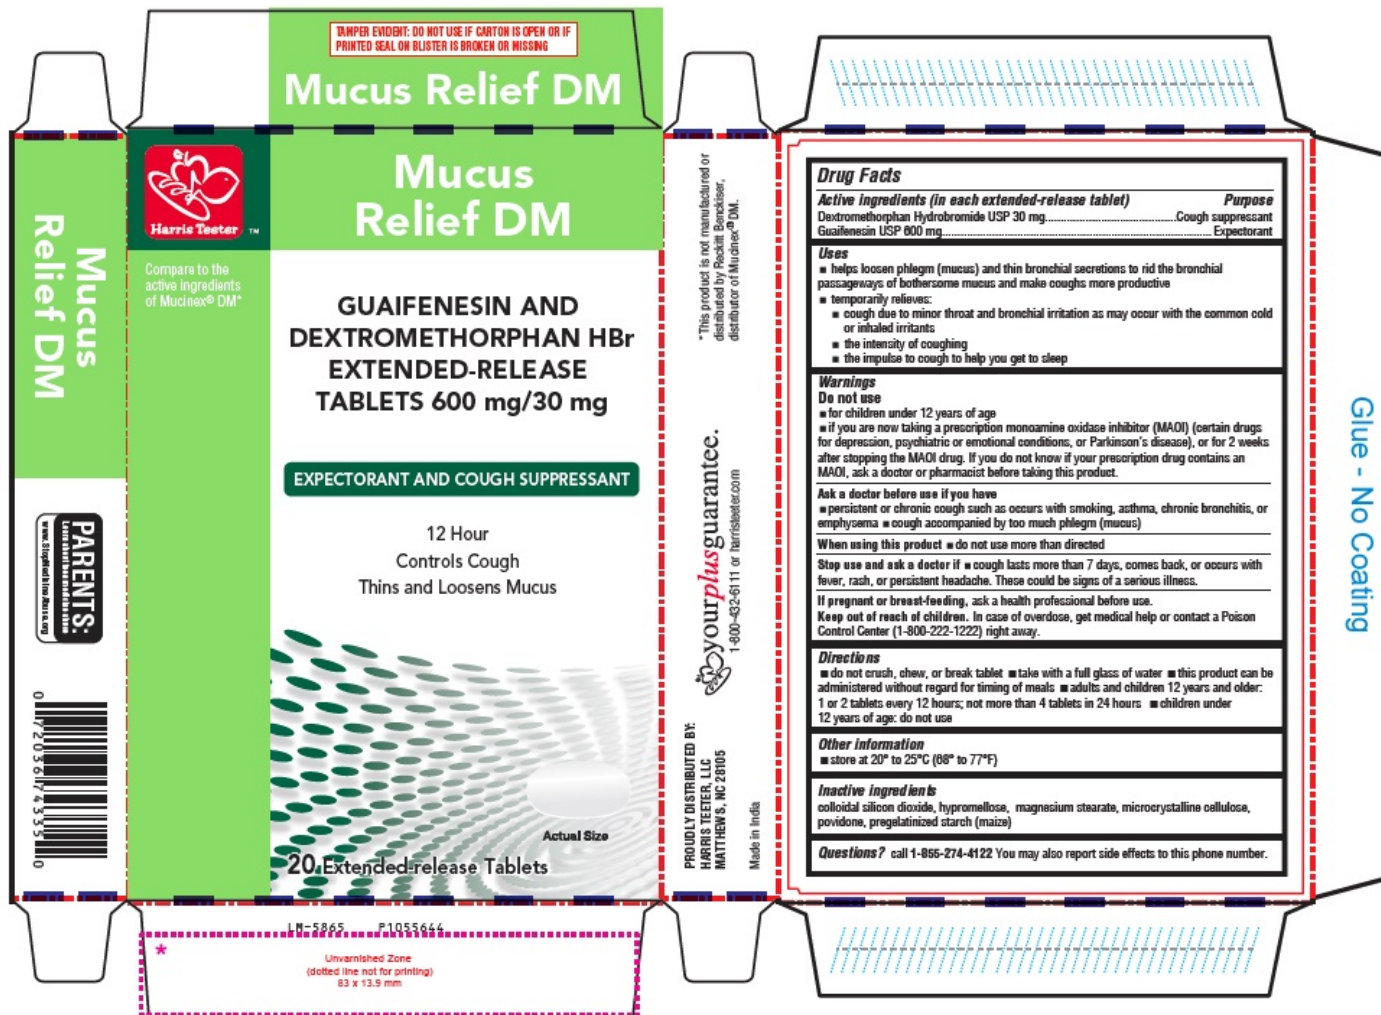 TAMPER EVIDENT: DO NOT USE IF CARTON IS OPEN OR IF
PRINTED SEAL ON BLISTER IS BROKEN OR MISSING
Mucus Relief DM
Mucus
Relief DM
PARENTS:
Learn about teen medicine abuse
www.StopMedicineAbuse.org
0 72036 74335 0
Harris Teeter ™
Compare to the
active ingredients
of Mucinex® DM*
Mucus
Relief DM
GUAIFENESIN AND
DEXTROMETHORPHAN HBr
EXTENDED-RELEASE
TABLETS 600 mg/30 mg
EXPECTORANT AND COUGH SUPPRESSANT
12 Hour
Controls Cough
Thins and Loosens Mucus
Actual Size
20 Extended-release Tablets
LM-5865 P1055644
*
Unvarnished Zone
(dotted line not for printing)
83 x 13.9 mm
*This product is not manufactured or
distributed by Reckitt Benckiser,
distributor of Mucinex® DM.
yourplusguarantee.
1-800-432-6111 or harristeeter.com
PROUDLY DISTRIBUTED BY:
HARRIS TEETER, LLC
MATTHEWS, NC 28105
Made in India
Drug Facts
Active ingredients (in each extended-release tablet) Purpose
Dextromethorphan Hydrobromide USP 30 mg.....Cough suppressant
Guaifenesin USP 600 mg.....Expectorant
Uses
■ helps loosen phlegm (mucus) and thin bronchial secretions to rid the bronchial
passageways of bothersome mucus and make coughs more productive
■ temporarily relieves:
■ cough due to minor throat and bronchial irritation as may occur with the common cold
or inhaled irritants
■ the intensity of coughing
■ the impulse to cough to help you get to sleep
Warnings
Do not use
■ for children under 12 years of age
■ if you are now taking a prescription monoamine oxidase inhibitor (MAOI) (certain drugs
for depression, psychiatric or emotional conditions, or Parkinson's disease), or for 2 weeks
after stopping the MAOI drug. If you do not know if your prescription drug contains an
MAOI, ask a doctor or pharmacist before taking this product.
Ask a doctor before use if you have
■ persistent or chronic cough such as occurs with smoking, asthma, chronic bronchitis, or
emphysema ■ cough accompanied by too much phlegm (mucus)
When using this product ■ do not use more than directed
Stop use and ask a doctor if ■ cough lasts more than 7 days, comes back, or occurs with
fever, rash, or persistent headache. These could be signs of a serious illness.
If pregnant or breast-feeding, ask a health professional before use.
Keep out of reach of children. In case of overdose, get medical help or contact a Poison
Control Center (1-800-222-1222) right away.
Directions
■ do not crush, chew, or break tablet ■ take with a full glass of water ■ this product can be
administered without regard for timing of meals ■ adults and children 12 years and older:
1 or 2 tablets every 12 hours; not more than 4 tablets in 24 hours ■ children under
12 years of age: do not use
Other information
■ store at 20° to 25°C (68° to 77°F)
Inactive ingredients
colloidal silicon dioxide, hypromellose, magnesium stearate, microcrystalline cellulose,
povidone, pregelatinized starch (maize)
Questions? call 1-855-274-4122 You may also report side effects to this phone number.
Glue - No Coating